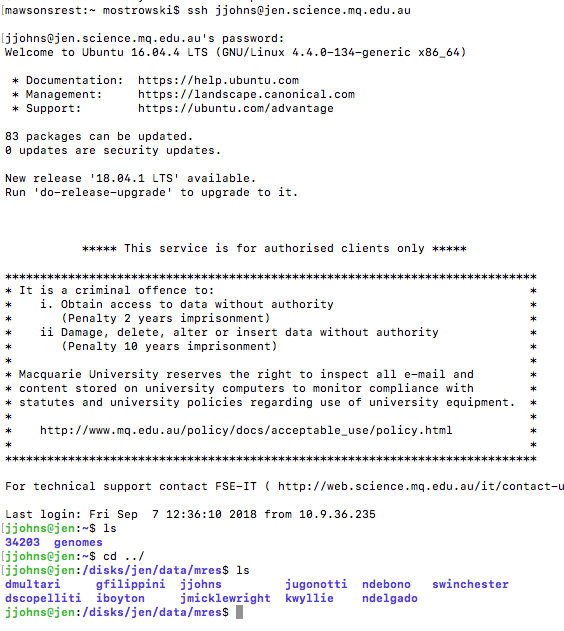 [mawsonsrest:~ mostrowski$ ssh jjohns@jen.science.mq.edu.au
[jjohns@jen.science.mq.edu.au's password:
Welcome to Ubuntu 16.04.4 LTS (GNU/Linux 4.4.0-134-generic x86_64)
* Documentation:  https://help.ubuntu.com
* Management:     https://landscape.canonical.com
* Support:        https://ubuntu.com/advantage
83 packages can be updated.
0 updates are security updates.
New release '18.04.1 LTS' available.
Run 'do-release-upgrade' to upgrade to it.
***** This service is for authorised clients only *****
****************************************************************************
* It is a criminal offence to:                                             *
*    i. Obtain access to data without authority                            *
*       (Penalty 2 years imprisonment)                                     *
*    ii Damage, delete, alter or insert data without authority             *
*       (Penalty 10 years imprisonment)                                    *
*                                                                          *
* Macquarie University reserves the right to inspect all e-mail and        *
* content stored on university computers to monitor compliance with        *
* statutes and university policies regarding use of university equipment.  *
*                                                                          *
*    http://www.mq.edu.au/policy/docs/acceptable_use/policy.html           *
*                                                                          *
****************************************************************************
For technical support contact FSE-IT ( http://web.science.mq.edu.au/it/contact-u
Last login: Fri Sep  7 12:36:10 2018 from 10.9.36.235
[jjohns@jen:~$ ls
34203  genomes
[jjohns@jen:~$ cd ../
[jjohns@jen:/disks/jen/data/mres$ ls
dmultari     gfilippini  jjohns         jugonotti  ndebono   swinchester
dscopelliti  iboyton     jmicklewright  kwyllie    ndelgado
jjohns@jen:/disks/jen/data/mres$